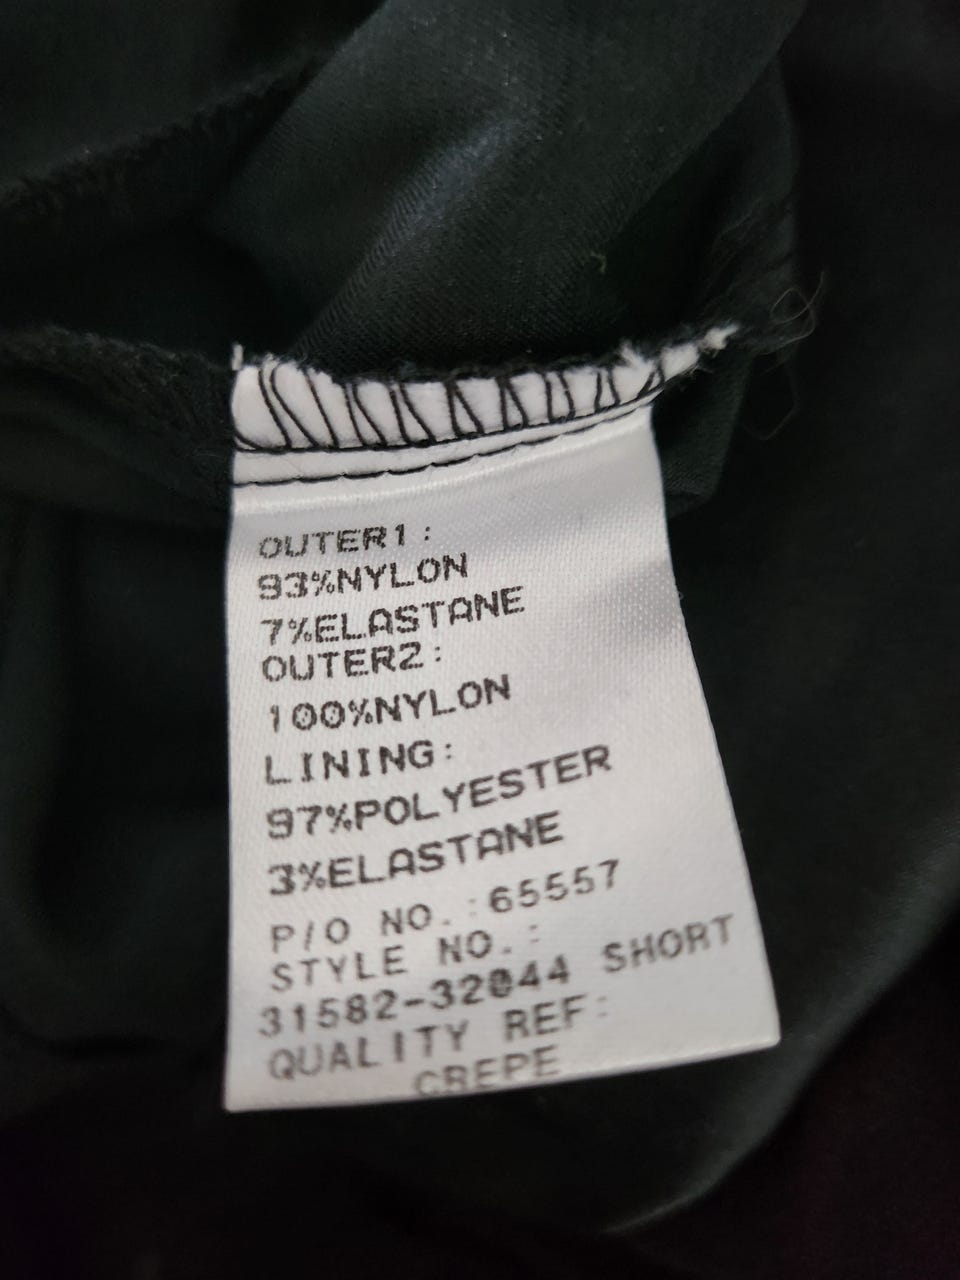 OUTER1:
93%NYLON
7%ELASTANE
OUTER2:
100%NYLON
LINING:
97%POLYESTER
3%ELASTANE
P/O NO.:65557
STYLE NO.:
31582-32044 SHORT
QUALITY REF:
CREPE